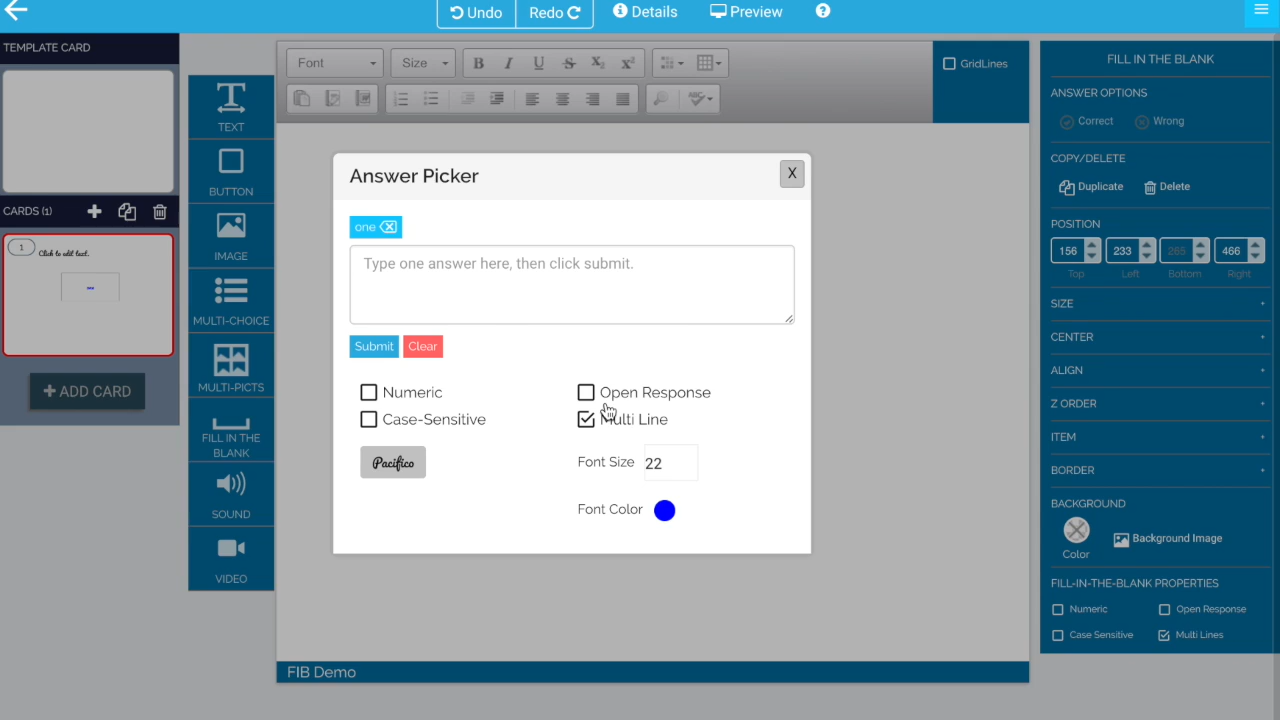 Undo
Redo
Details
Preview
TEMPLATE CARD
CARDS (1)
1
Click to edit text.
ADD CARD
TEXT
BUTTON
IMAGE
MULTI-CHOICE
MULTI-PICTS
FILL IN THE
BLANK
SOUND
VIDEO
Font
Size
B I U S x₂ x²
ABC
GridLines
Answer Picker
X
one
Type one answer here, then click submit.
Submit
Clear
Numeric
Open Response
Case-Sensitive
Multi Line
Pacifico
Font Size 22
Font Color
FIB Demo
FILL IN THE BLANK
ANSWER OPTIONS
Correct
Wrong
COPY/DELETE
Duplicate
Delete
POSITION
156 233 265 466
Top Left Bottom Right
SIZE +
CENTER +
ALIGN +
Z ORDER +
ITEM +
BORDER +
BACKGROUND
Color
Background Image
FILL-IN-THE-BLANK PROPERTIES
Numeric
Open Response
Case Sensitive
Multi Lines